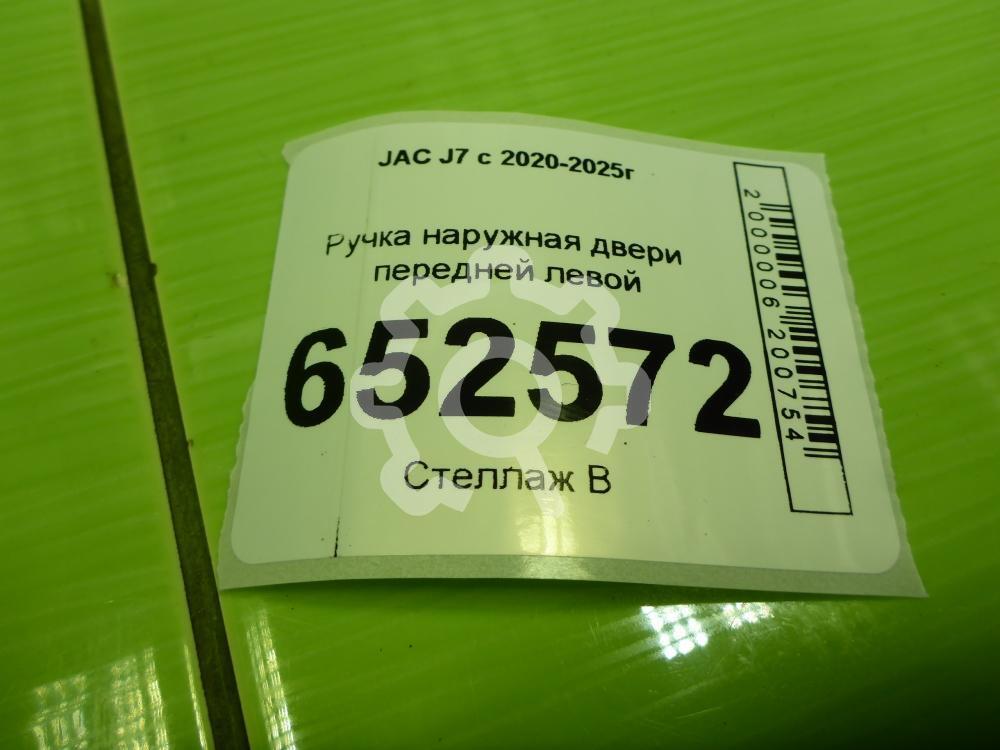 JAC J7 с 2020-2025г
Ручка наружная двери
передней левой
652572
Стеллаж В
2000006200754